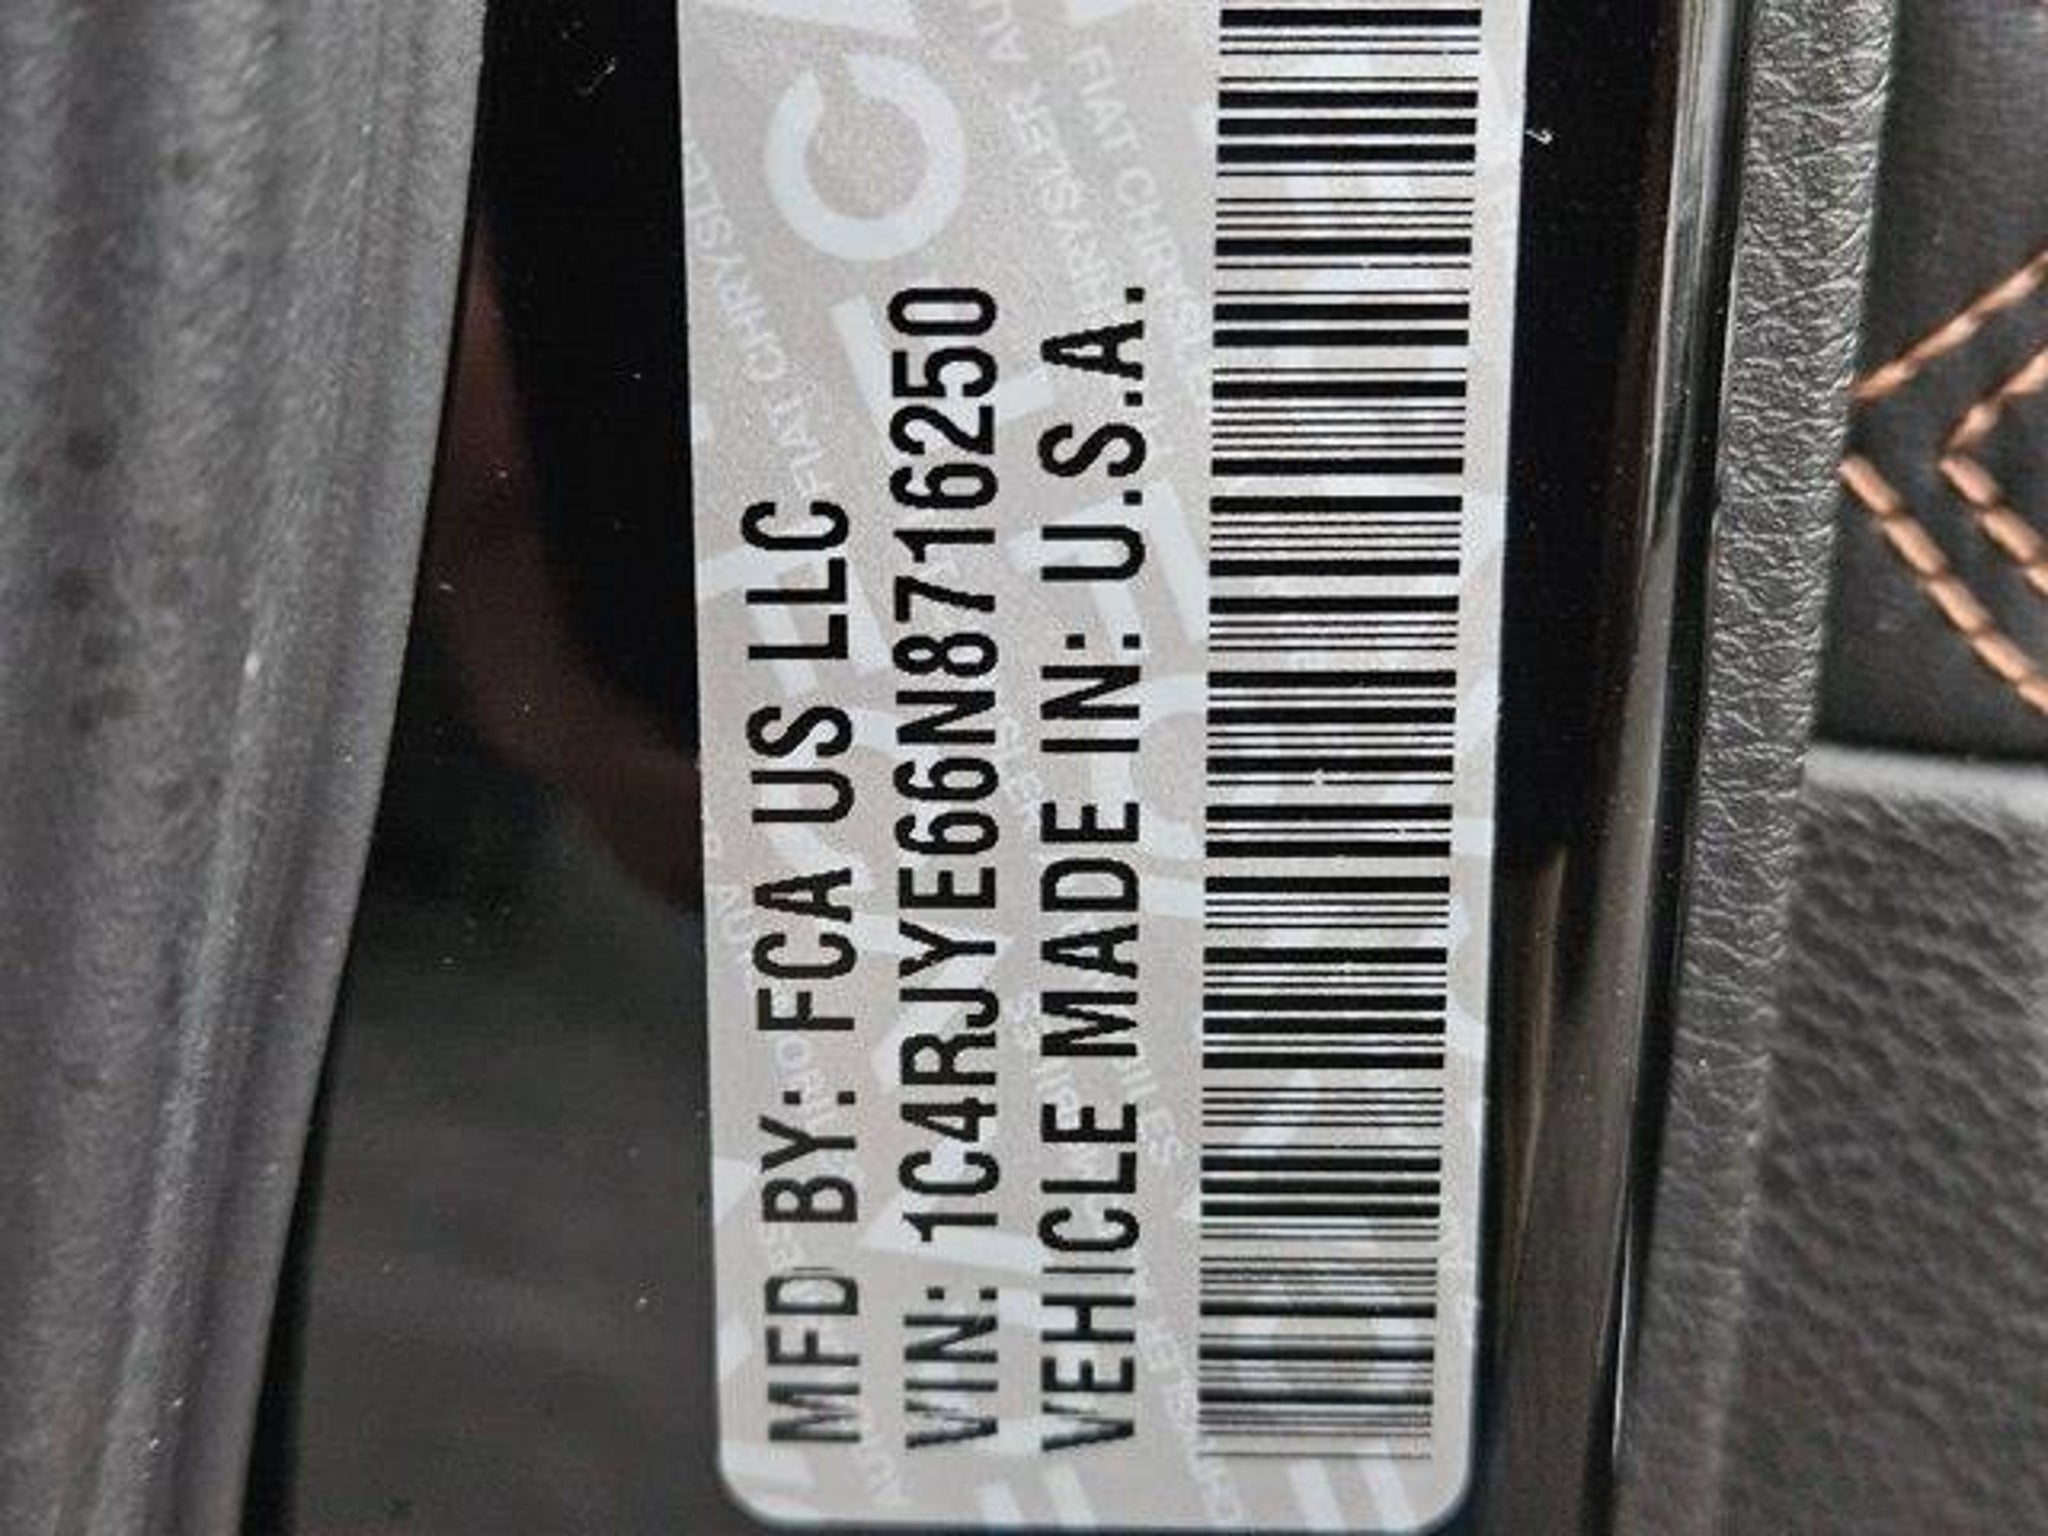 MFD BY: FCA US LLC
VIN: 1C4RJYE66N8716250
VEHICLE MADE IN: U.S.A.